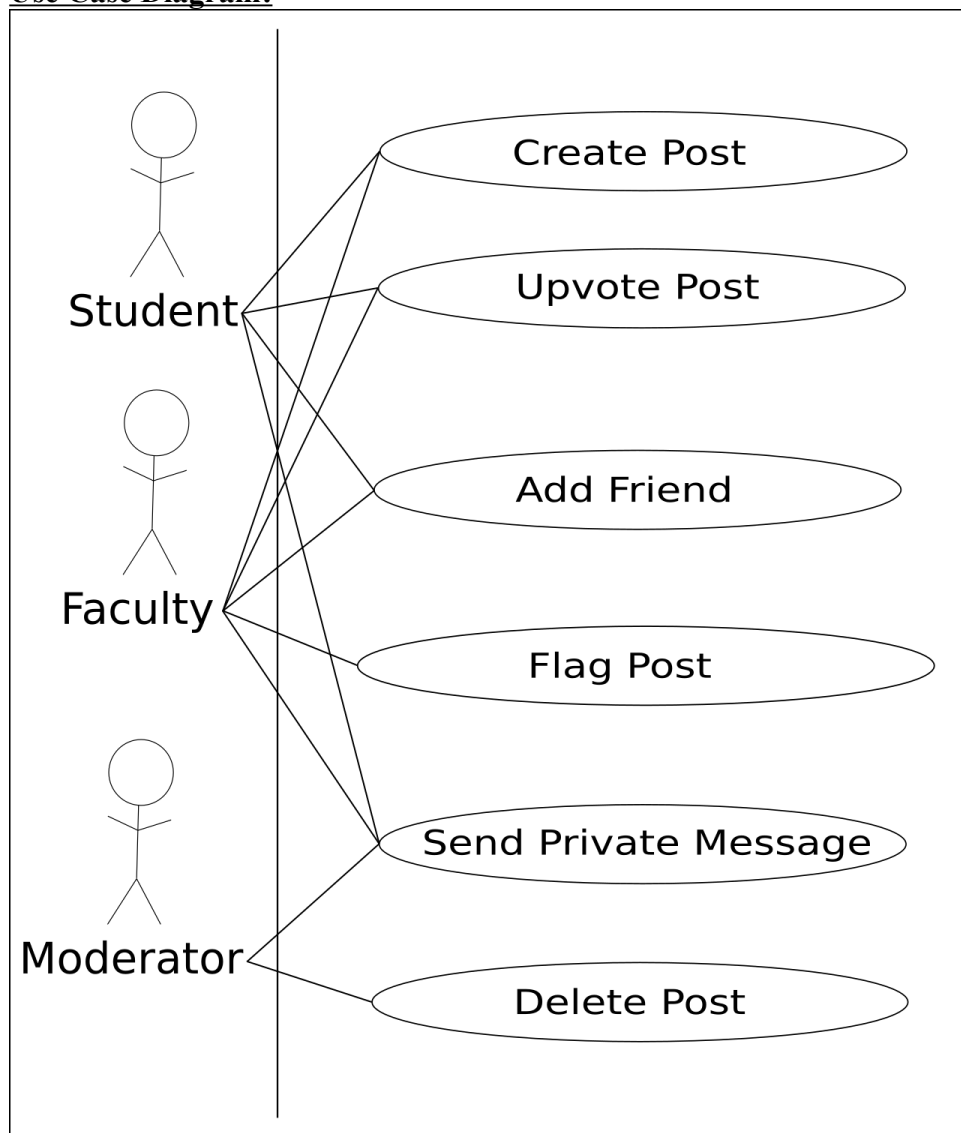 Use Case Diagram:
Create Post
Upvote Post
Student
Add Friend
Faculty
Flag Post
Send Private Message
Moderator
Delete Post